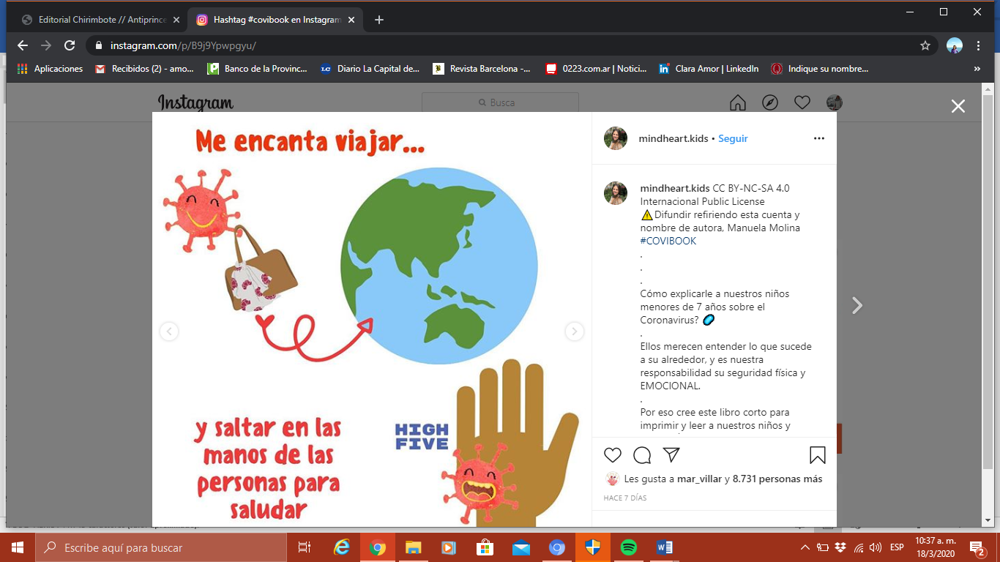 Editorial Chirimbote // Antiprince
Hashtag #covibook en Instagram
instagram.com/p/B9j9Ypwpgyu/
Aplicaciones
Recibidos (2) - amo...
Banco de la Provinc...
LC
Diario La Capital de...
Revista Barcelona -...
0223.com.ar | Notici...
Clara Amor | LinkedIn
Indique su nombre...
»
Instagram
Busca
Me encanta viajar...
y saltar en las
manos de las
personas para
saludar
HIGH
FIVE
mindheart.kids • Seguir
mindheart.kids CC BY-NC-SA 4.0
Internacional Public License
⚠Difundir refiriendo esta cuenta y
nombre de autora, Manuela Molina
#COVIBOOK
.
.
.
Cómo explicarle a nuestros niños
menores de 7 años sobre el
Coronavirus?
.
Ellos merecen entender lo que sucede
a su alrededor, y es nuestra
responsabilidad su seguridad física y
EMOCIONAL.
.
Por eso cree este libro corto para
imprimir y leer a nuestros niños y
Les gusta a mar_villar y 8.731 personas más
HACE 7 DÍAS
Escribe aquí para buscar
ESP
10:37 a. m.
18/3/2020
2